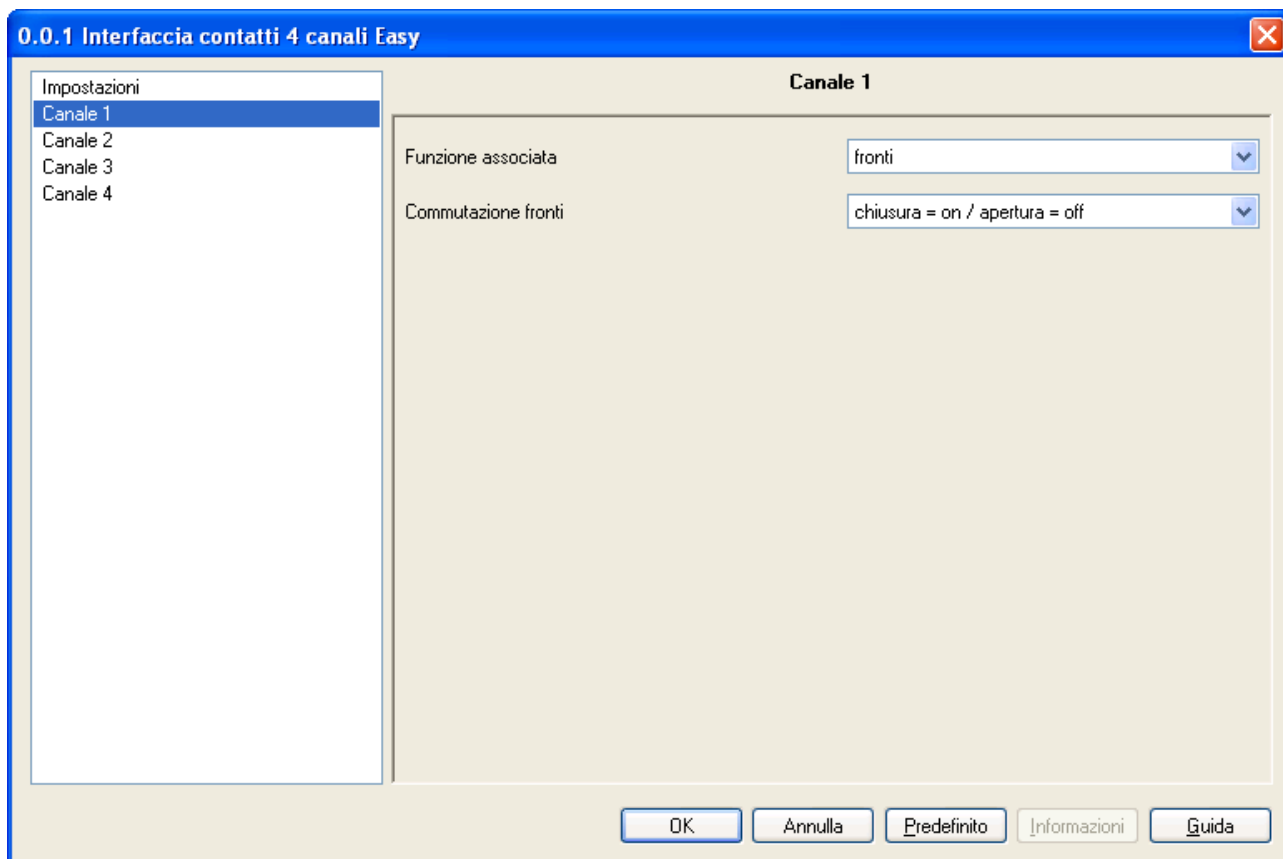 0.0.1 Interfaccia contatti 4 canali Easy
Impostazioni
Canale 1
Canale 2
Canale 3
Canale 4
Canale 1
Funzione associata
fronti
Commutazione fronti
chiusura = on / apertura = off
OK
Annulla
Predefinito
Informazioni
Guida